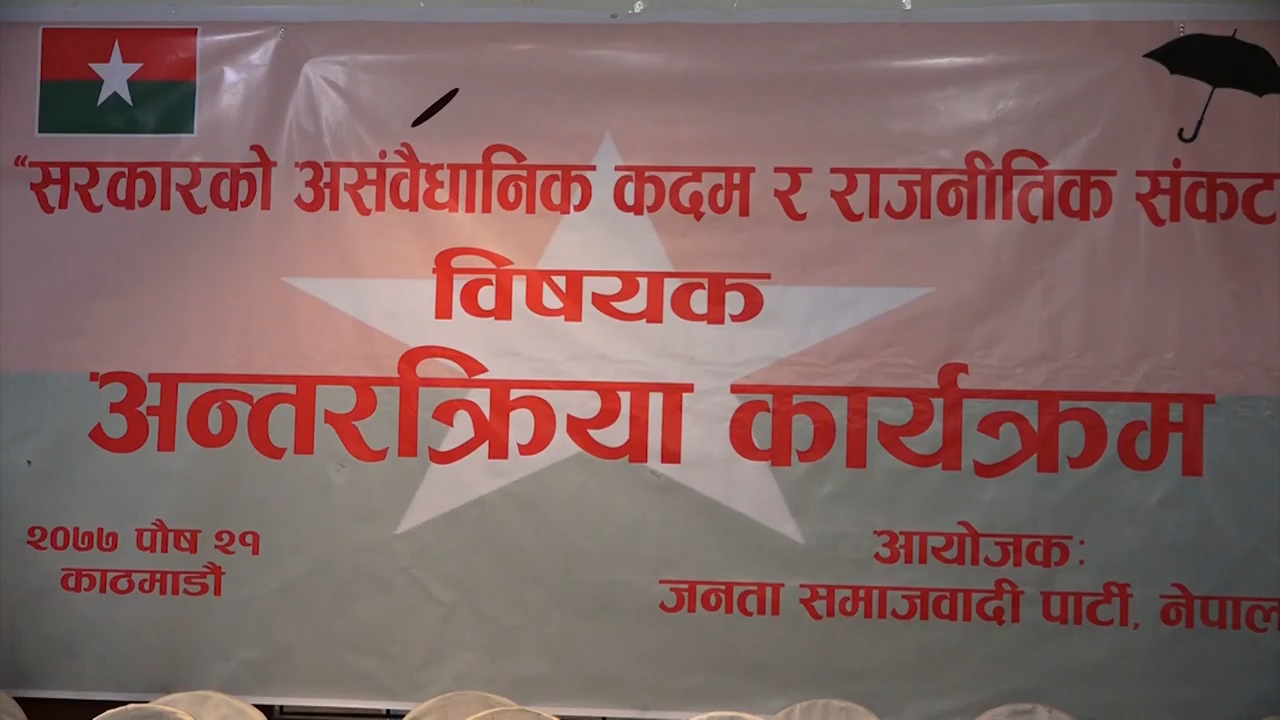 “सरकारको असंवैधानिक कदम र राजनीतिक संकट
विषयक
अन्तरक्रिया कार्यक्रम
२०७७ पौष २१
काठमाडौं
आयोजक:
जनता समाजवादी पार्टी, नेपाल